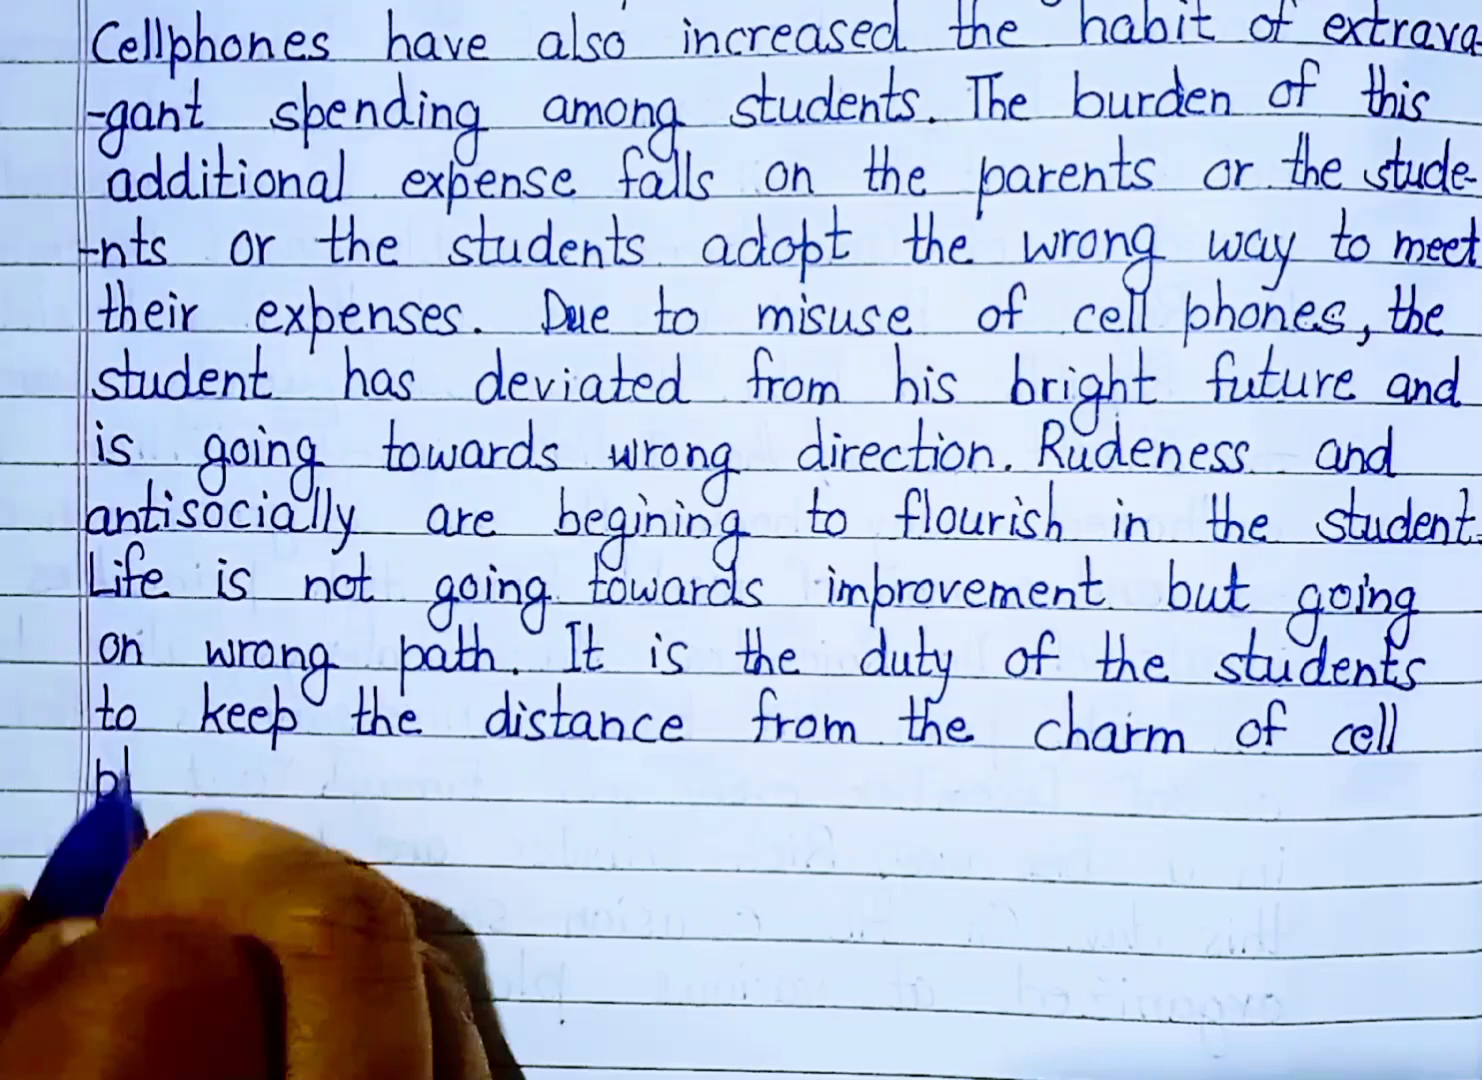 Cellphones have also increased the habit of extrava
-gant spending among students. The burden of this
additional expense falls on the parents or the stude-
-nts or the students adopt the wrong way to meet
their expenses. Due to misuse of cell phones, the
student has deviated from his bright future and
is going towards wrong direction. Rudeness and
antisocially are begining to flourish in the student.
Life is not going towards improvement but going
on wrong path. It is the duty of the students
to keep the distance from the charm of cell